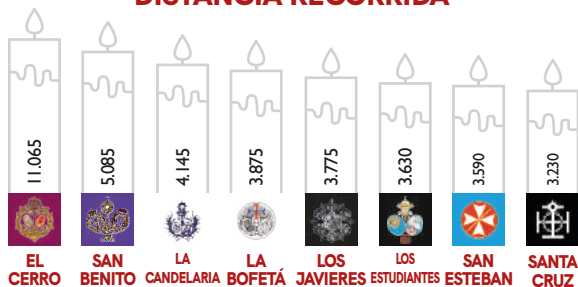 DISTANCIA RECORRIDA
11.065
5.085
4.145
3.875
3.775
3.630
3.590
3.230
EL CERRO
SAN BENITO
LA CANDELARIA
LA BOFETÁ
LOS JAVIERES
LOS ESTUDIANTES
SAN ESTEBAN
SANTA CRUZ